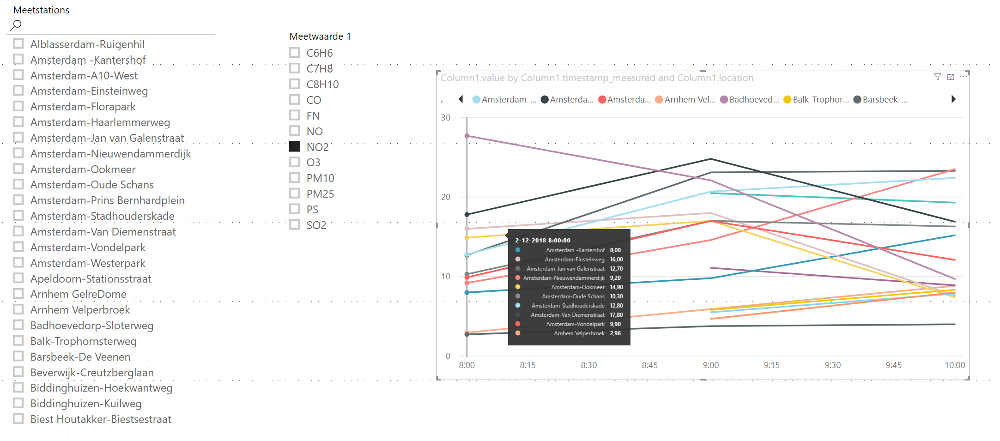 Meetstations
Alblasserdam-Ruigenhil
Amsterdam -Kantershof
Amsterdam-A10-West
Amsterdam-Einsteinweg
Amsterdam-Florapark
Amsterdam-Haarlemmerweg
Amsterdam-Jan van Galenstraat
Amsterdam-Nieuwendammerdijk
Amsterdam-Ookmeer
Amsterdam-Oude Schans
Amsterdam-Prins Bernhardplein
Amsterdam-Stadhouderskade
Amsterdam-Van Diemenstraat
Amsterdam-Vondelpark
Amsterdam-Westerpark
Apeldoorn-Stationsstraat
Arnhem GelreDome
Arnhem Velperbroek
Badhoevedorp-Sloterweg
Balk-Trophornsterweg
Barsbeek-De Veenen
Beverwijk-Creutzberglaan
Biddinghuizen-Hoekwantweg
Biddinghuizen-Kuilweg
Biest Houtakker-Biestsestraat
Meetwaarde 1
C6H6
C7H8
C8H10
CO
FN
NO
NO2
O3
PM10
PM25
PS
SO2
Column1.value by Column1.timestamp_measured and Column1.location
. Amsterdam-... Amsterda... Amsterda... Arnhem Vel... Badhoeved... Balk-Trophor... Barsbeek-...
30
20
10
0
8:00 8:15 8:30 8:45 9:00 9:15 9:30 9:45 10:00
2-12-2018 8:00:00
Amsterdam -Kantershof 8,00
Amsterdam-Einsteinweg 16,00
Amsterdam-Jan van Galenstraat 12,70
Amsterdam-Nieuwendammerdijk 9,20
Amsterdam-Ookmeer 14,90
Amsterdam-Oude Schans 10,30
Amsterdam-Stadhouderskade 12,80
Amsterdam-Van Diemenstraat 17,80
Amsterdam-Vondelpark 9,90
Arnhem Velperbroek 2,96